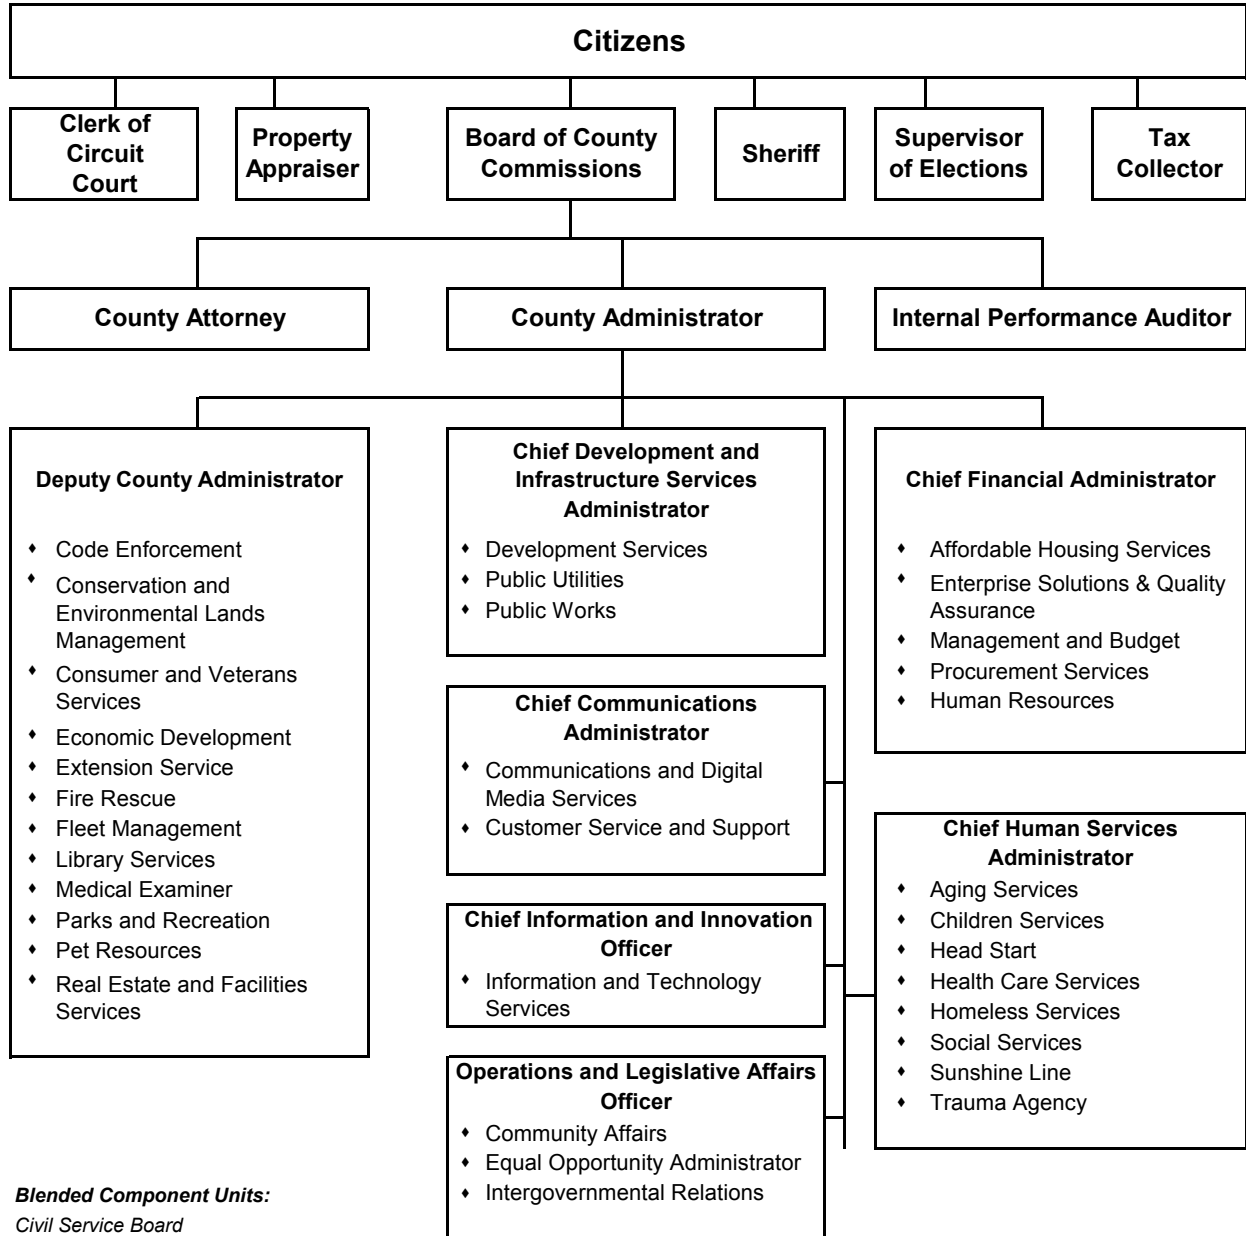 Citizens
Clerk of
Circuit
Court
Property
Appraiser
Board of County
Commissions
Sheriff
Supervisor
of Elections
Tax
Collector
County Attorney
County Administrator
Internal Performance Auditor
Deputy County Administrator
Code Enforcement
Conservation and
Environmental Lands
Management
Consumer and Veterans
Services
Economic Development
Extension Service
Fire Rescue
Fleet Management
Library Services
Medical Examiner
Parks and Recreation
Pet Resources
Real Estate and Facilities
Services
Chief Development and
Infrastructure Services
Administrator
Development Services
Public Utilities
Public Works
Chief Communications
Administrator
Communications and Digital
Media Services
Customer Service and Support
Chief Information and Innovation
Officer
Information and Technology
Services
Operations and Legislative Affairs
Officer
Community Affairs
Equal Opportunity Administrator
Intergovernmental Relations
Chief Financial Administrator
Affordable Housing Services
Enterprise Solutions & Quality
Assurance
Management and Budget
Procurement Services
Human Resources
Chief Human Services
Administrator
Aging Services
Children Services
Head Start
Health Care Services
Homeless Services
Social Services
Sunshine Line
Trauma Agency
Blended Component Units:
Civil Service Board